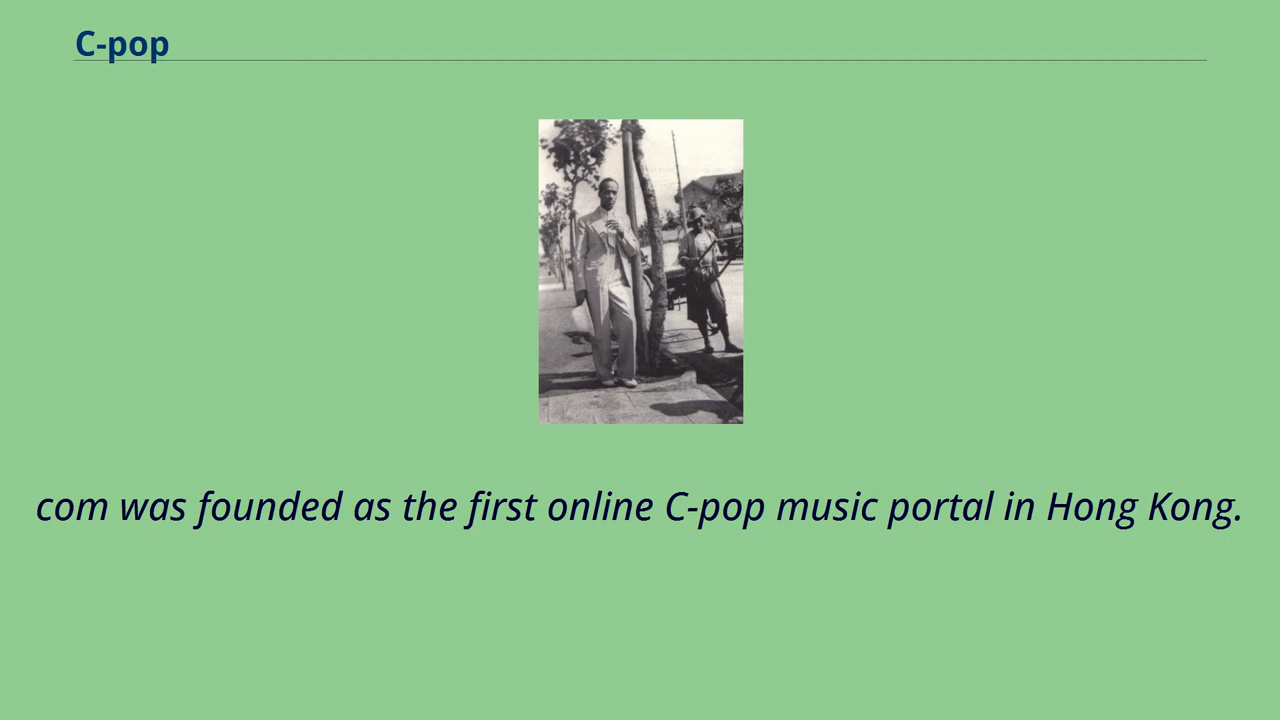 C-pop
com was founded as the first online C-pop music portal in Hong Kong.